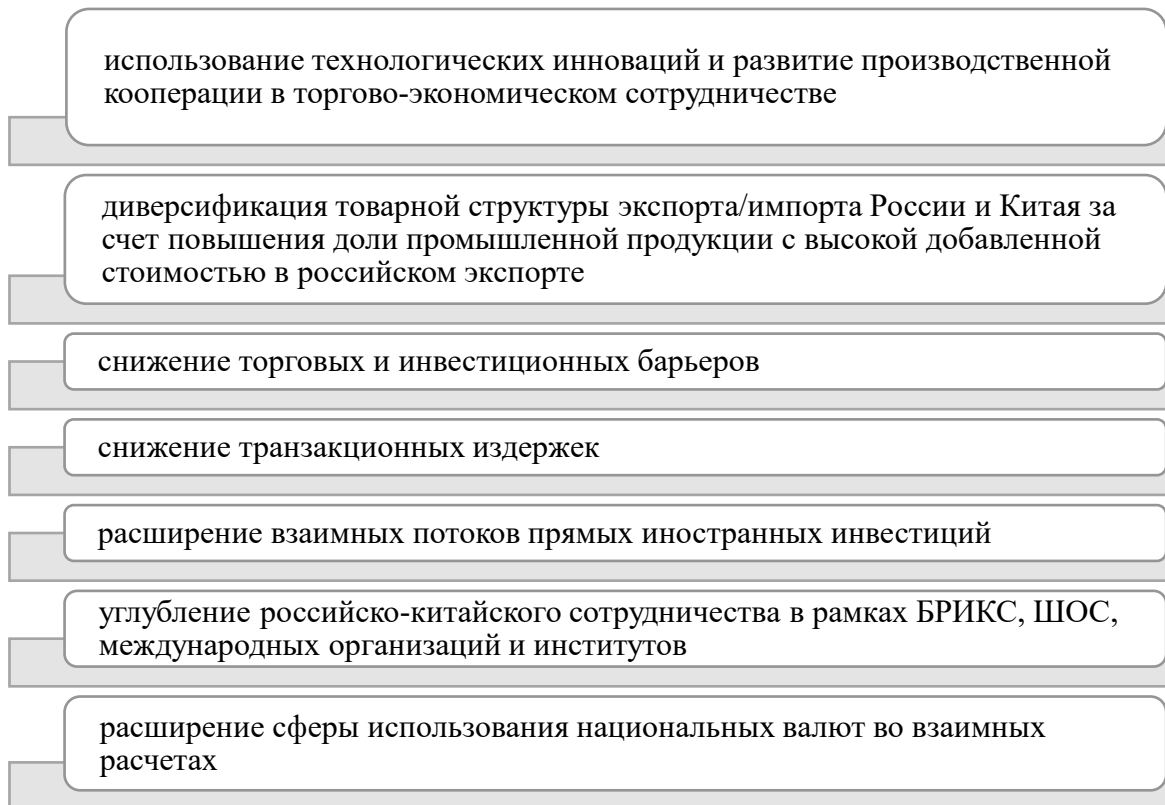 использование технологических инноваций и развитие производственной
кооперации в торгово-экономическом сотрудничестве
диверсификация товарной структуры экспорта/импорта России и Китая за
счет повышения доли промышленной продукции с высокой добавленной
стоимостью в российском экспорте
снижение торговых и инвестиционных барьеров
снижение транзакционных издержек
расширение взаимных потоков прямых иностранных инвестиций
углубление российско-китайского сотрудничества в рамках БРИКС, ШОС,
международных организаций и институтов
расширение сферы использования национальных валют во взаимных
расчетах